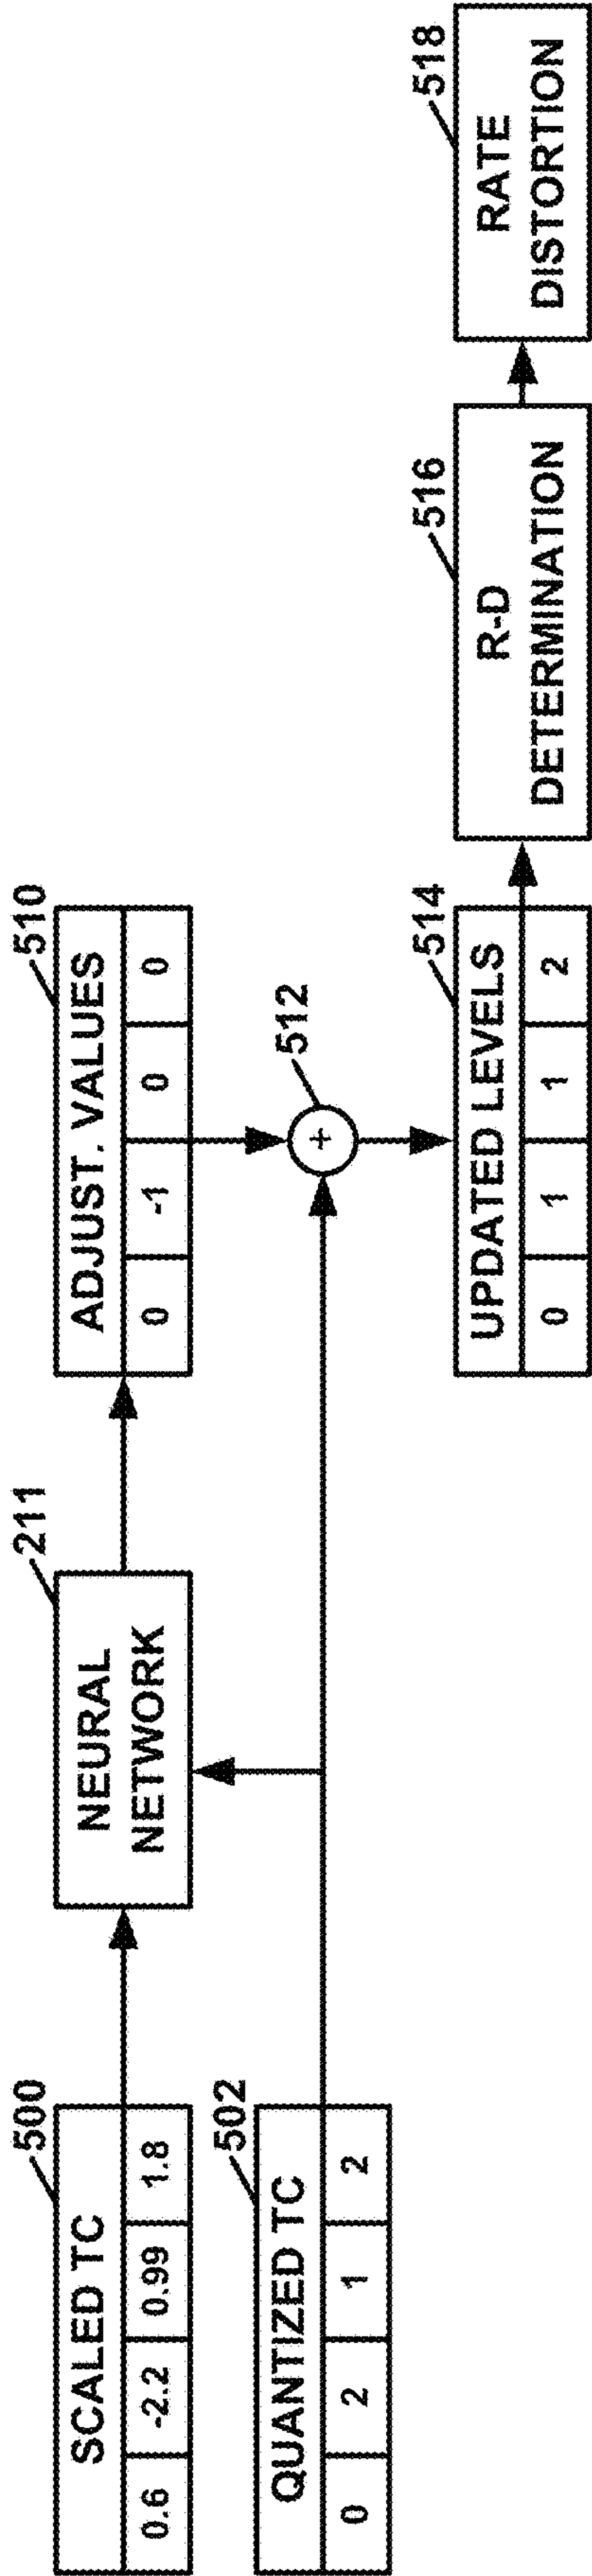 500
SCALED TC
0.6 -2.2 0.99 1.8
502
QUANTIZED TC
0 2 1 2
211
NEURAL
NETWORK
510
ADJUST. VALUES
0 -1 0 0
512
+
514
UPDATED LEVELS
0 1 1 2
516
R-D
DETERMINATION
518
RATE
DISTORTION